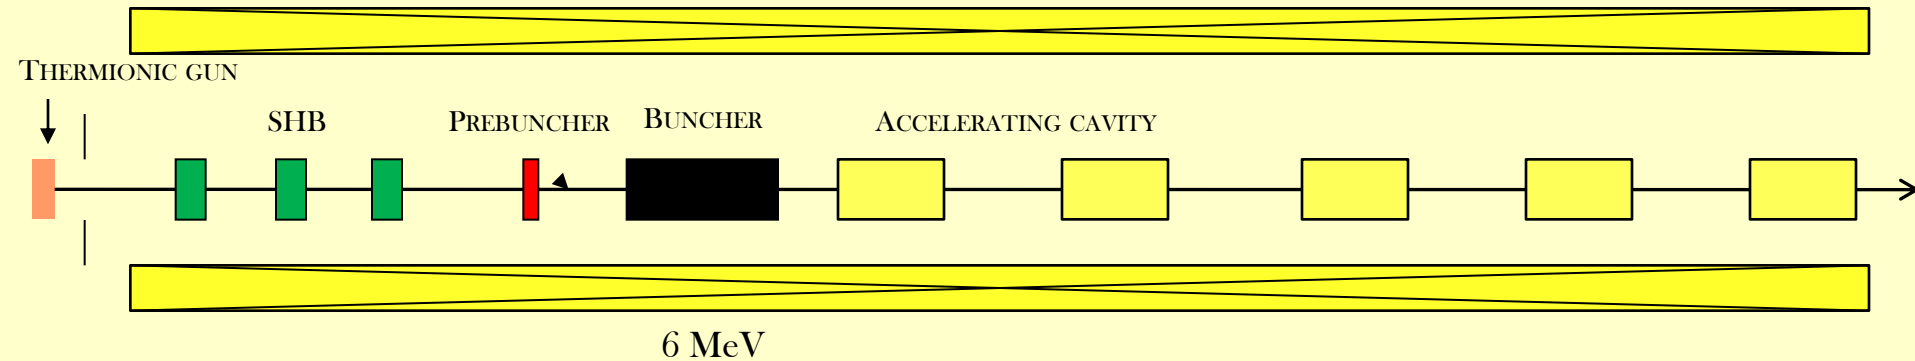 THERMIONIC GUN
SHB
PREBUNCHER
BUNCHER
ACCELERATING CAVITY
6 MeV